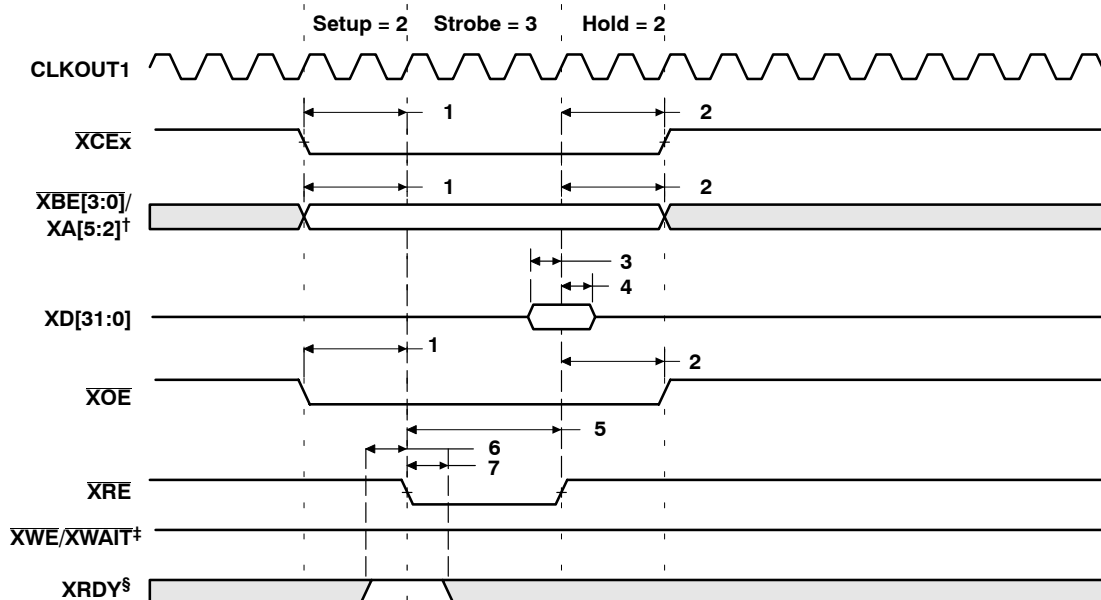 Setup = 2 Strobe = 3 Hold = 2
CLKOUT1
1 2
XCEx
1 2
XBE[3:0]/
XA[5:2]†
3
4
XD[31:0]
1
2
XOE
5
6
7
XRE
XWE/XWAIT‡
XRDY§